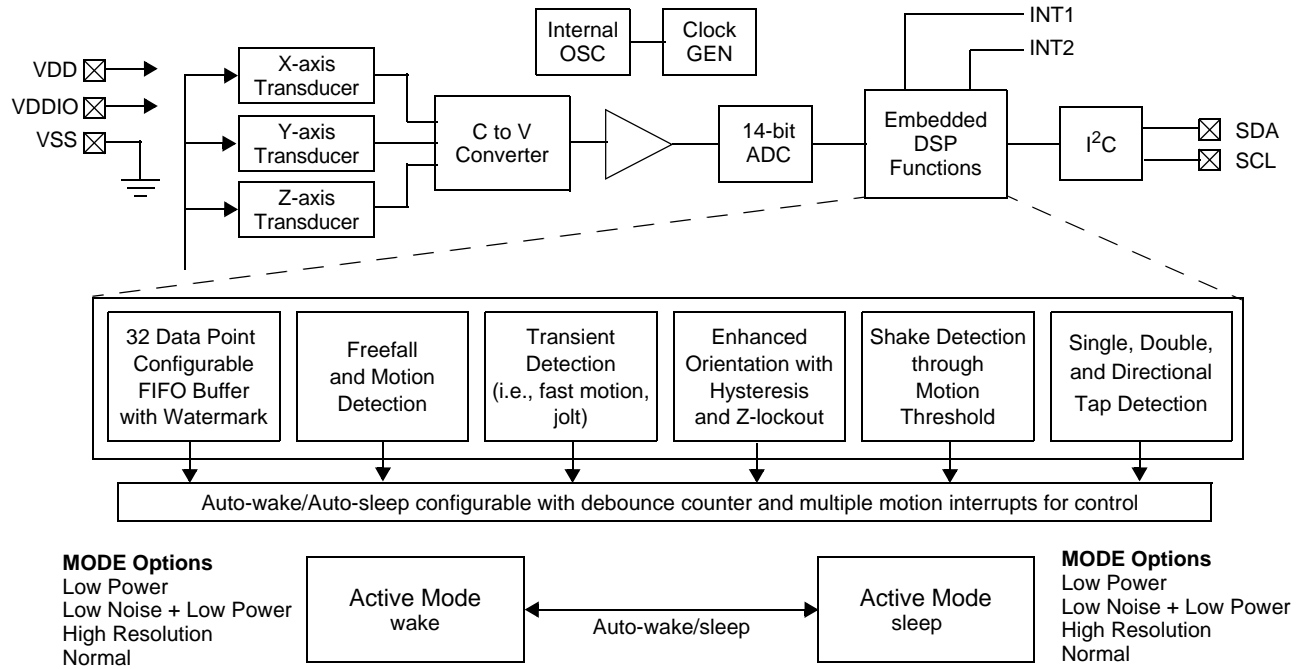 INT1
Internal
OSC
Clock
GEN
INT2
VDD
X-axis
Transducer
VDDIO
VSS
Y-axis
Transducer
C to V
Converter
14-bit
ADC
Embedded
DSP
Functions
I²C
SDA
SCL
Z-axis
Transducer
32 Data Point
Configurable
FIFO Buffer
with Watermark
Freefall
and Motion
Detection
Transient
Detection
(i.e., fast motion,
jolt)
Enhanced
Orientation with
Hysteresis
and Z-lockout
Shake Detection
through
Motion
Threshold
Single, Double,
and Directional
Tap Detection
Auto-wake/Auto-sleep configurable with debounce counter and multiple motion interrupts for control
MODE Options
Low Power
Low Noise + Low Power
High Resolution
Normal
Active Mode
wake
Auto-wake/sleep
Active Mode
sleep
MODE Options
Low Power
Low Noise + Low Power
High Resolution
Normal